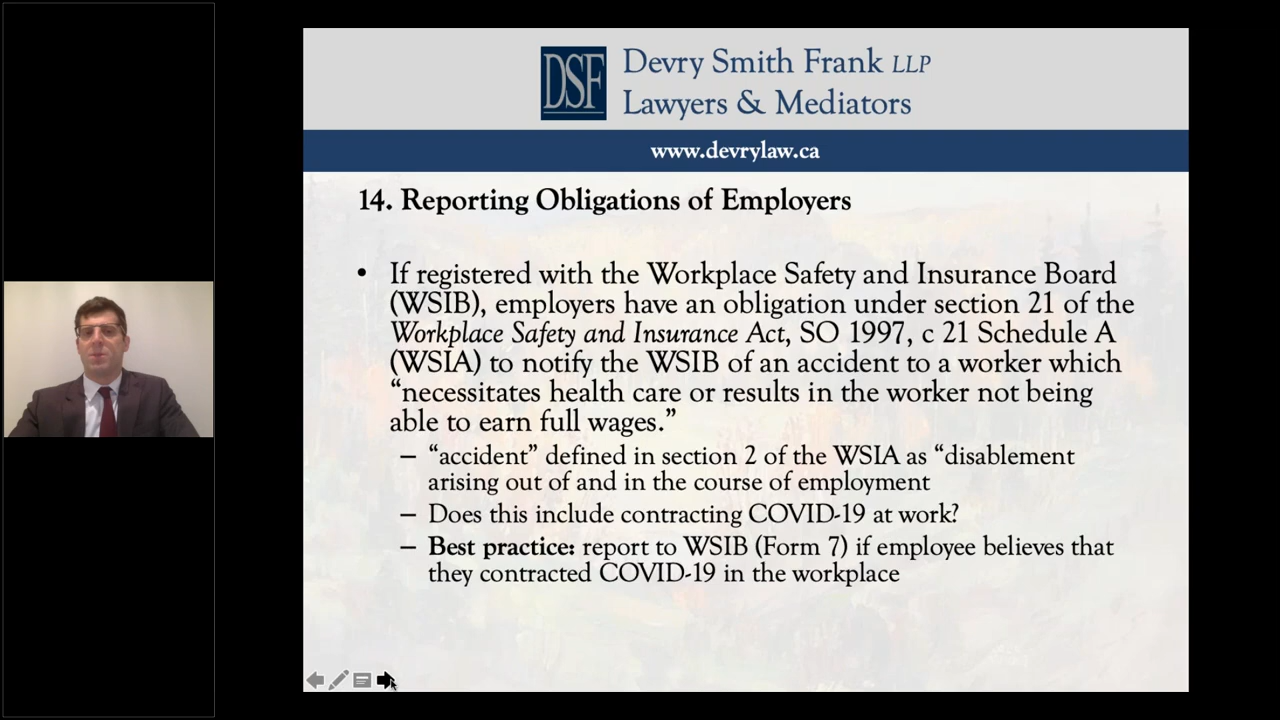 DSF
Devry Smith Frank LLP
Lawyers & Mediators
www.devrylaw.ca
14. Reporting Obligations of Employers
• If registered with the Workplace Safety and Insurance Board
(WSIB), employers have an obligation under section 21 of the
Workplace Safety and Insurance Act, SO 1997, c 21 Schedule A
(WSIA) to notify the WSIB of an accident to a worker which
“necessitates health care or results in the worker not being
able to earn full wages.”
– “accident” defined in section 2 of the WSIA as “disablement
arising out of and in the course of employment
– Does this include contracting COVID-19 at work?
– Best practice: report to WSIB (Form 7) if employee believes that
they contracted COVID-19 in the workplace